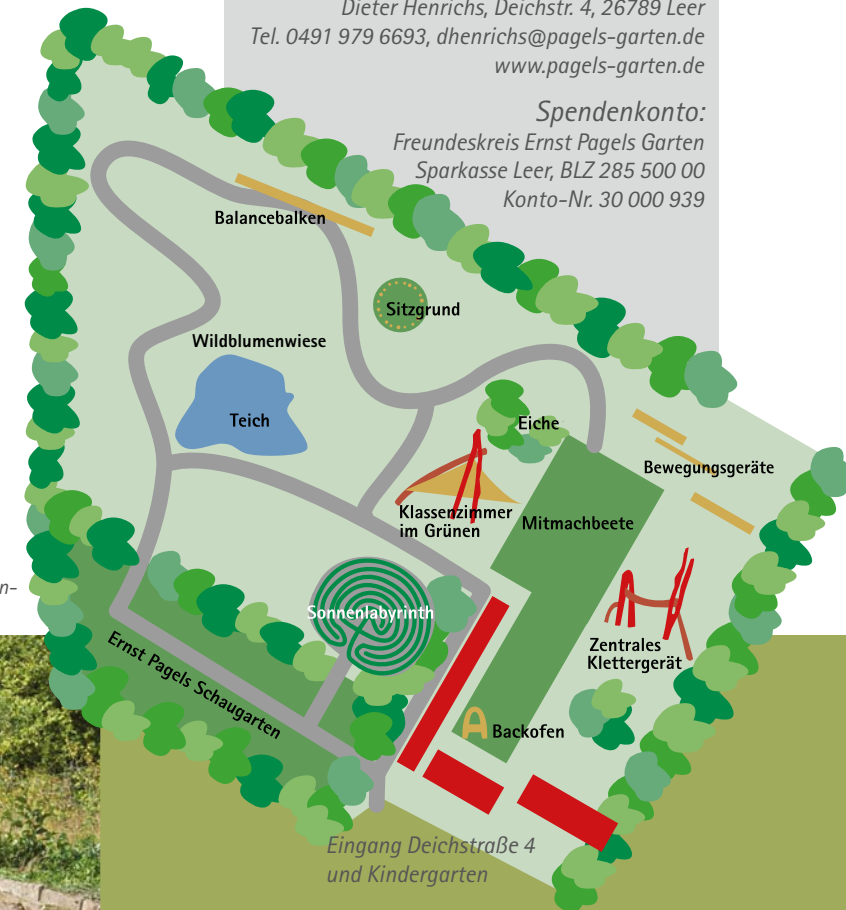 Dieter Henrichs, Deichstr. 4, 26789 Leer
Tel. 0491 979 6693, dhenrichs@pagels-garten.de
www.pagels-garten.de
Spendenkonto:
Freundeskreis Ernst Pagels Garten
Sparkasse Leer, BLZ 285 500 00
Konto-Nr. 30 000 939
Balancebalken
Sitzgrund
Wildblumenwiese
Teich
Eiche
Bewegungsgeräte
Klassenzimmer
im Grünen
Mitmachbeete
n-
Sonnenlabyrinth
Zentrales
Klettergerät
Ernst Pagels Schaugarten
Backofen
Eingang Deichstraße 4
und Kindergarten